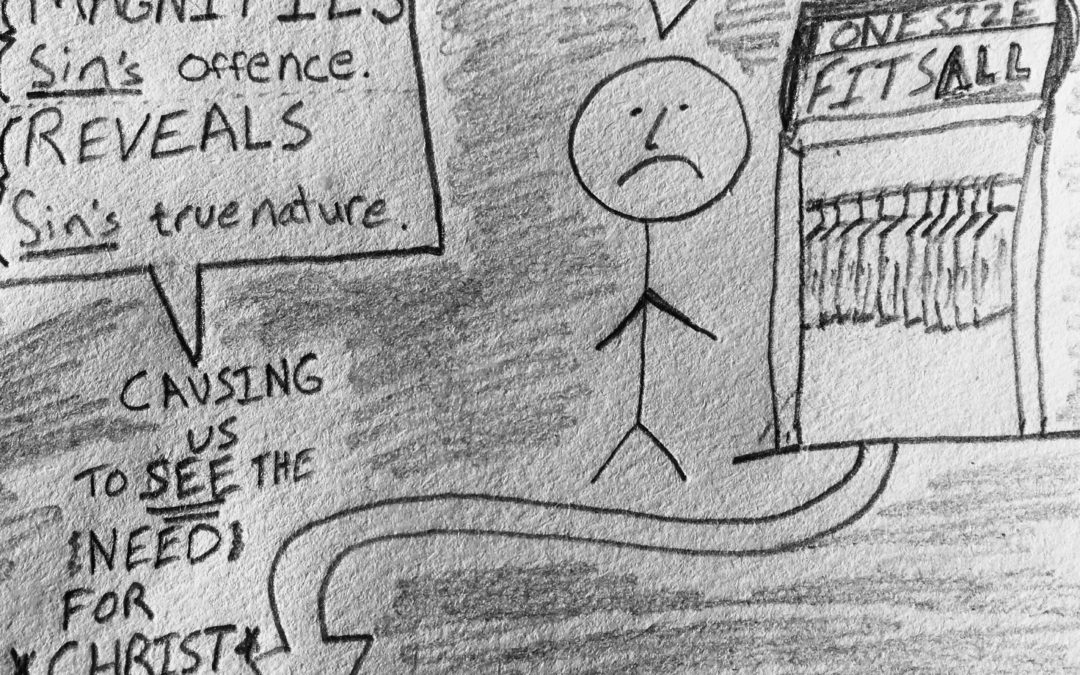 MAGNIFIES
Sin's offence.
REVEALS
Sin's true nature.
CAUSING
US
TO SEE THE
!NEED!
FOR
*CHRIST*
ONE SIZE
FITS ALL